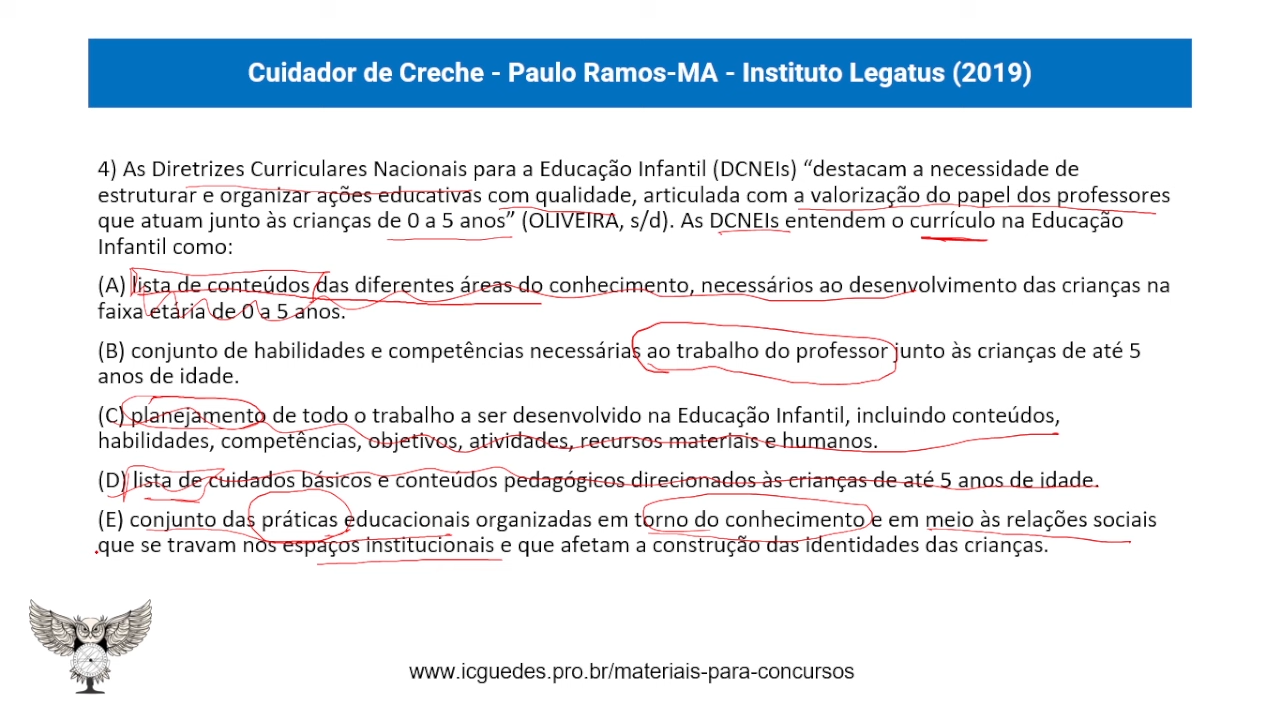 Cuidador de Creche - Paulo Ramos-MA - Instituto Legatus (2019)
4) As Diretrizes Curriculares Nacionais para a Educação Infantil (DCNEIs) “destacam a necessidade de
estruturar e organizar ações educativas com qualidade, articulada com a valorização do papel dos professores
que atuam junto às crianças de 0 a 5 anos” (OLIVEIRA, s/d). As DCNEIs entendem o currículo na Educação
Infantil como:
(A) lista de conteúdos das diferentes áreas do conhecimento, necessários ao desenvolvimento das crianças na
faixa etária de 0 a 5 anos.
(B) conjunto de habilidades e competências necessárias ao trabalho do professor junto às crianças de até 5
anos de idade.
(C) planejamento de todo o trabalho a ser desenvolvido na Educação Infantil, incluindo conteúdos,
habilidades, competências, objetivos, atividades, recursos materiais e humanos.
(D) lista de cuidados básicos e conteúdos pedagógicos direcionados às crianças de até 5 anos de idade.
(E) conjunto das práticas educacionais organizadas em torno do conhecimento e em meio às relações sociais
que se travam nos espaços institucionais e que afetam a construção das identidades das crianças.
www.icguedes.pro.br/materiais-para-concursos